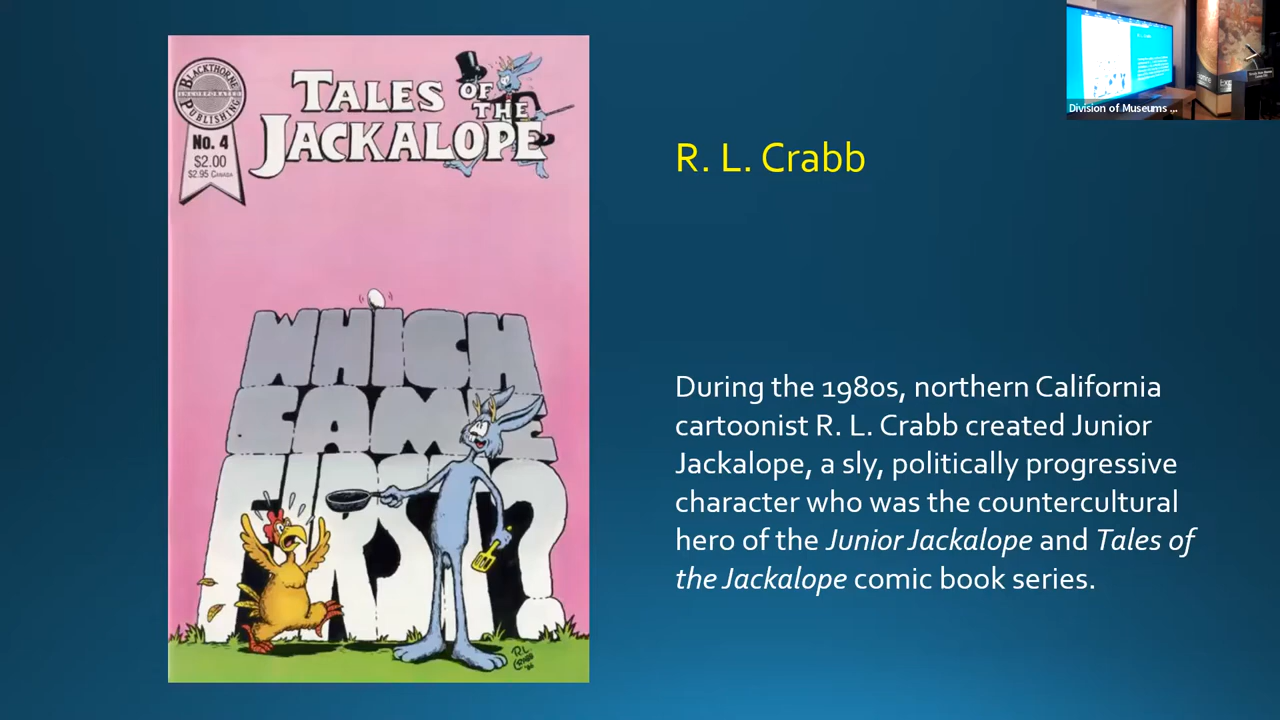 BLACKTHORNE
INCORPORATED
PUBLISHING
No. 4
$2.00
$2.95 CANADA
TALES OF
THE
JACKALOPE
WHICH
CAME
FIRST?
R.L.
CRABB
'86
R. L. Crabb
During the 1980s, northern California
cartoonist R. L. Crabb created Junior
Jackalope, a sly, politically progressive
character who was the countercultural
hero of the Junior Jackalope and Tales of
the Jackalope comic book series.
Division of Museums ...